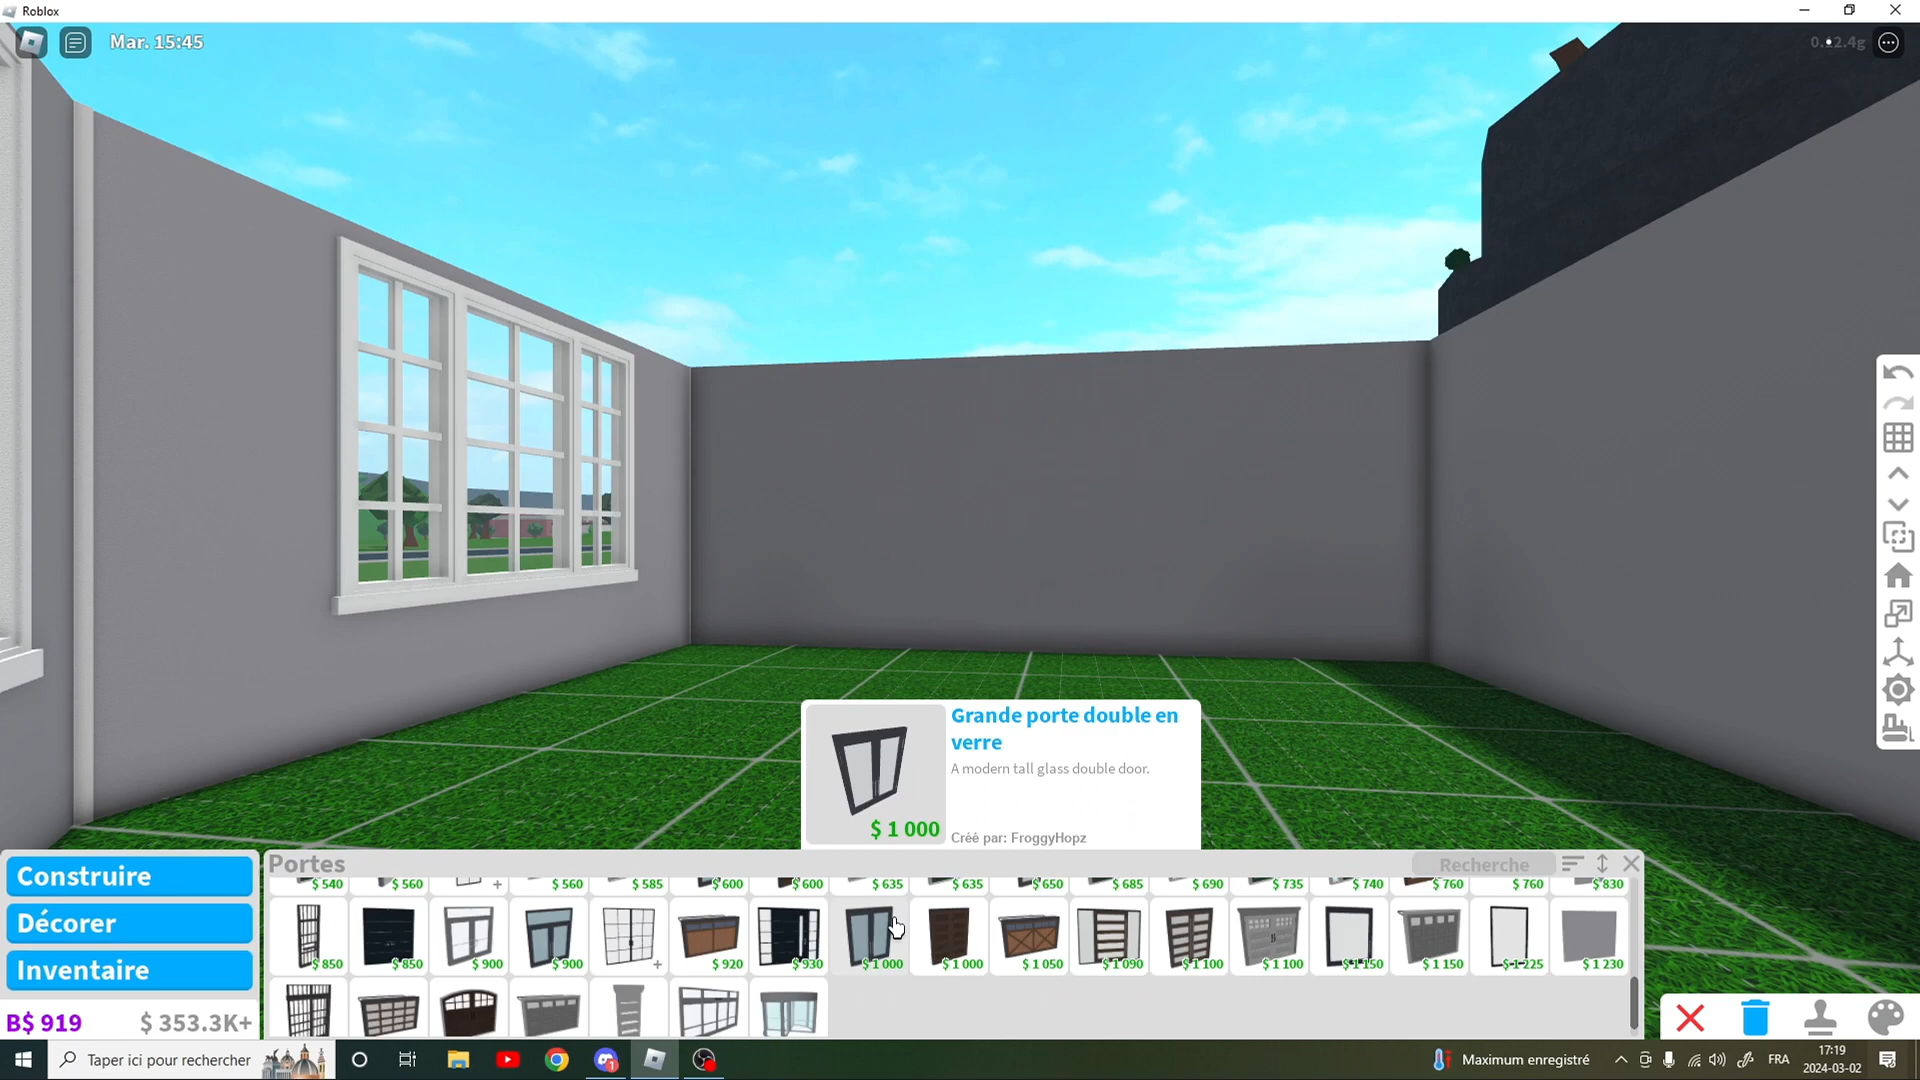 Roblox
Mar. 15:45
Grande porte double en
verre
A modern tall glass double door.
$ 1 000
Créé par: FroggyHopz
Construire
Décorer
Inventaire
B$ 919
$ 353.3K+
Portes
Recherche
$ 540 $ 560 + $ 560 $ 585 $ 600 $ 600 $ 635 $ 635 $ 650 $ 685 $ 690 $ 735 $ 740 $ 760 $ 760 $ 830
$ 850 $ 850 $ 900 $ 900 + $ 920 $ 930 $ 1 000 $ 1 000 $ 1 050 $ 1 090 $ 1 100 $ 1 100 $ 1 150 $ 1 150 $ 1 225 $ 1 230
Taper ici pour rechercher
1
Maximum enregistré
FRA
17:19
2024-03-02